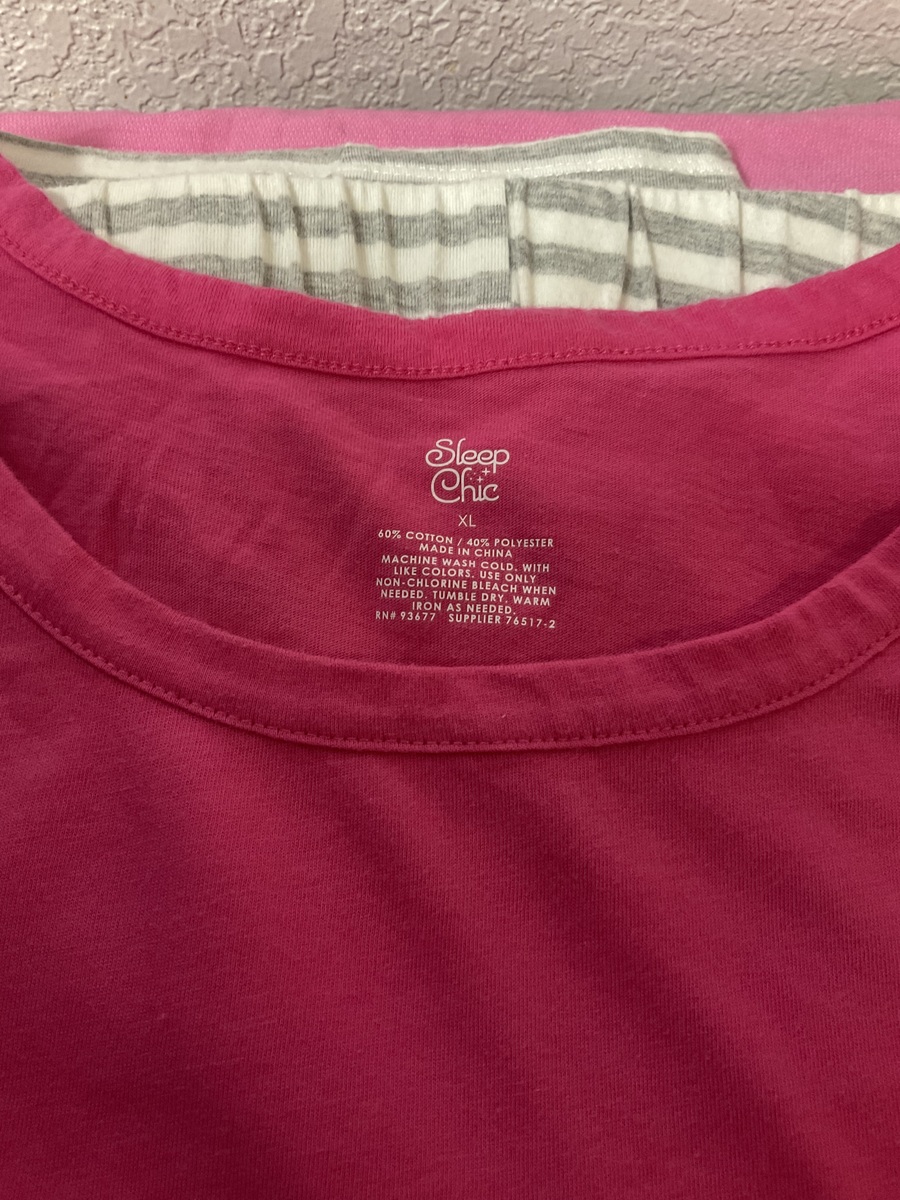 Sleep
Chic
XL
60% COTTON / 40% POLYESTER
MADE IN CHINA
MACHINE WASH COLD. WITH
LIKE COLORS. USE ONLY
NON-CHLORINE BLEACH WHEN
NEEDED. TUMBLE DRY, WARM
IRON AS NEEDED.
RN# 93677 SUPPLIER 76517-2